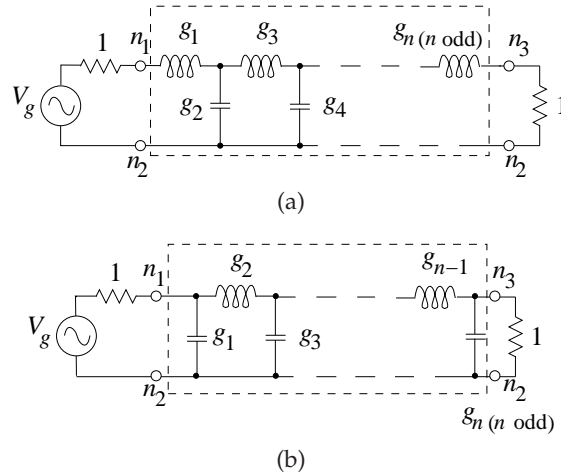 g1 g3 gn (n odd)
1 n1 n3
Vg g2 g4 1
n2 n2
(a)
1 n1 g2 gn−1 n3
Vg g1 g3 1
n2 n2
gn (n odd)
(b)